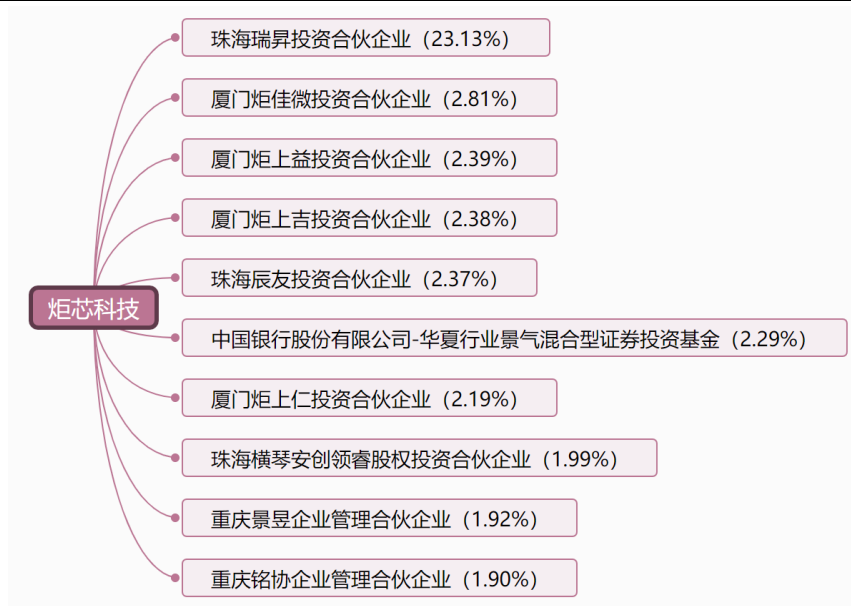 珠海瑞昇投资合伙企业（23.13%）
厦门炬佳微投资合伙企业（2.81%）
厦门炬上益投资合伙企业（2.39%）
厦门炬上吉投资合伙企业（2.38%）
珠海辰友投资合伙企业（2.37%）
炬芯科技
中国银行股份有限公司-华夏行业景气混合型证券投资基金（2.29%）
厦门炬上仁投资合伙企业（2.19%）
珠海横琴安创领睿股权投资合伙企业（1.99%）
重庆景昱企业管理合伙企业（1.92%）
重庆铭协企业管理合伙企业（1.90%）